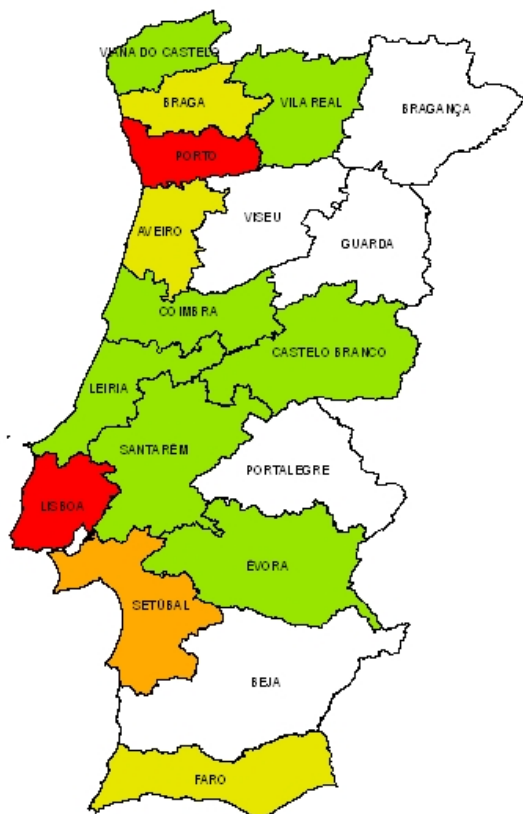 VIANA DO CASTELO
BRAGA
VILA REAL
BRAGANÇA
PORTO
AVEIRO
VISEU
GUARDA
COIMBRA
CASTELO BRANCO
LEIRIA
SANTARÉM
PORTALEGRE
LISBOA
ÉVORA
SETÚBAL
BEJA
FARO